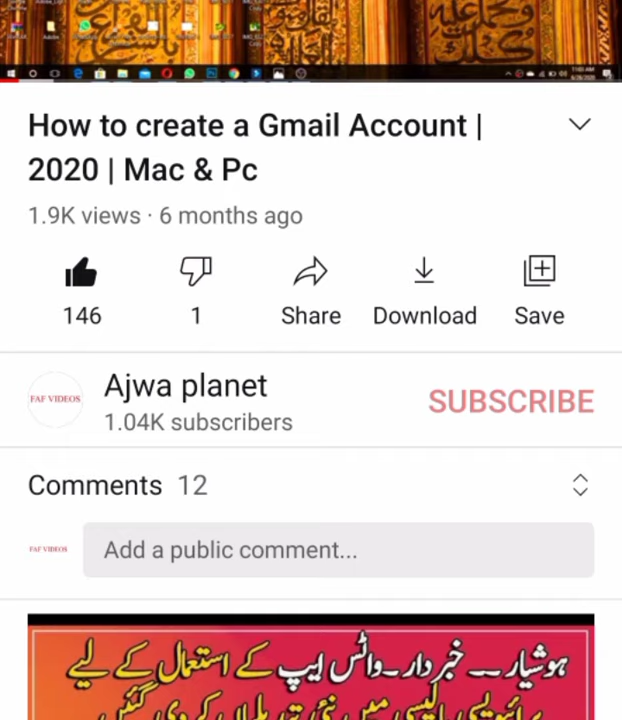 How to create a Gmail Account |
2020 | Mac & Pc
1.9K views · 6 months ago
146 1 Share Download Save
FAF VIDEOS
Ajwa planet
1.04K subscribers
SUBSCRIBE
Comments 12
FAF VIDEOS
Add a public comment...
ہوشیار۔۔۔ خبردار۔واٹس ایپ کے استعمال کے لیے